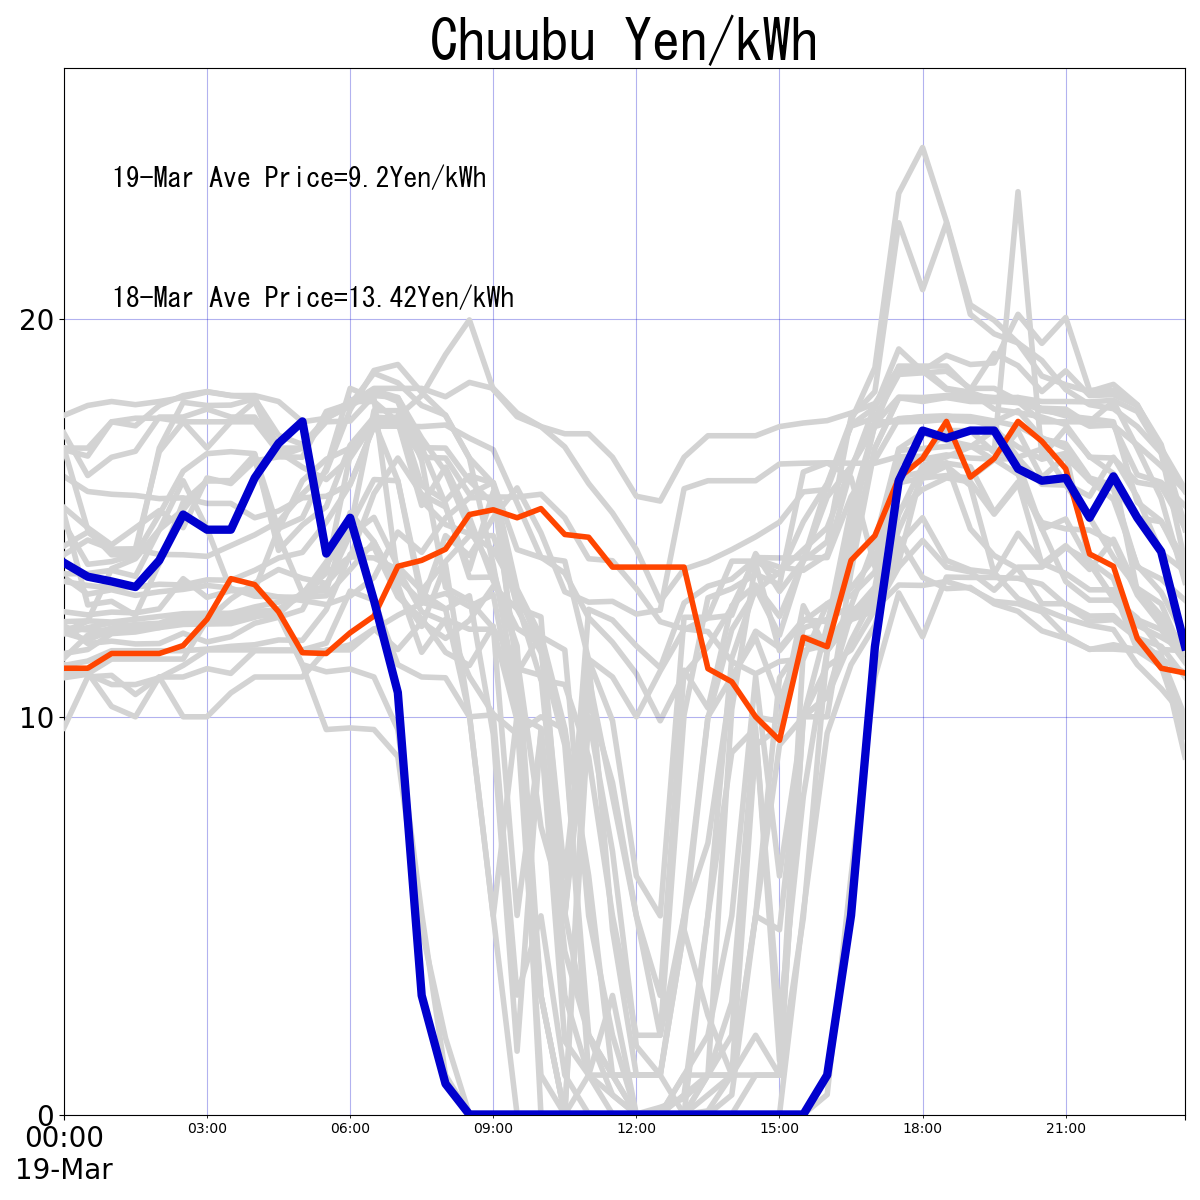 Chuubu Yen/kWh
19-Mar Ave Price=9.2Yen/kWh
18-Mar Ave Price=13.42Yen/kWh
20
10
0
00:00 03:00 06:00 09:00 12:00 15:00 18:00 21:00
19-Mar